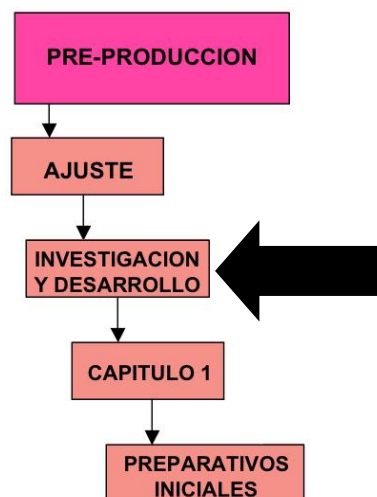 PRE-PRODUCCION
AJUSTE
INVESTIGACION
Y DESARROLLO
CAPITULO 1
PREPARATIVOS
INICIALES